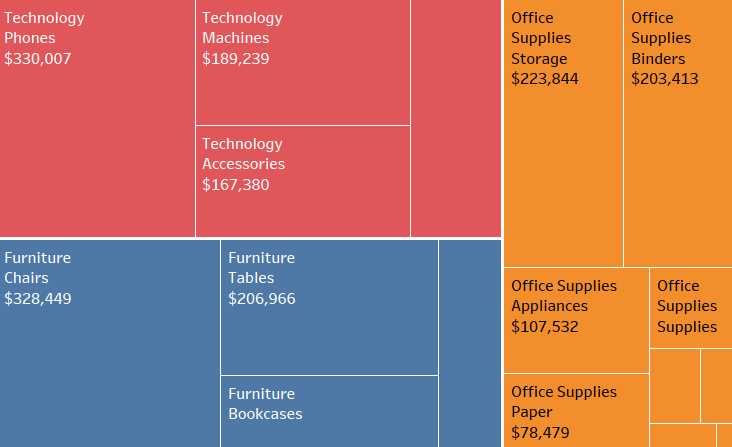 Technology
Phones
$330,007
Technology
Machines
$189,239
Technology
Accessories
$167,380
Furniture
Chairs
$328,449
Furniture
Tables
$206,966
Furniture
Bookcases
Office
Supplies
Storage
$223,844
Office
Supplies
Binders
$203,413
Office Supplies
Appliances
$107,532
Office
Supplies
Supplies
Office Supplies
Paper
$78,479